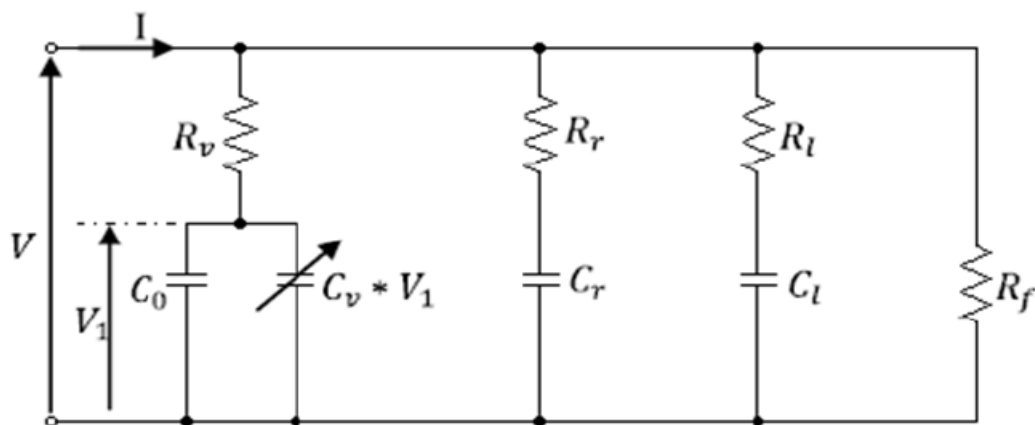 I
R_v
R_r
R_l
V
C_0
C_v * V_1
C_r
C_l
R_f
V_1